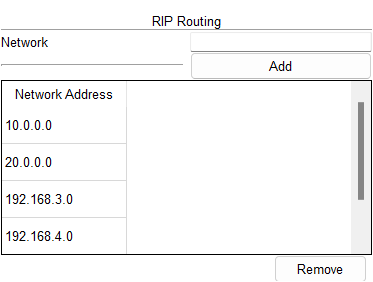 RIP Routing
Network
Add
Network Address
10.0.0.0
20.0.0.0
192.168.3.0
192.168.4.0
Remove